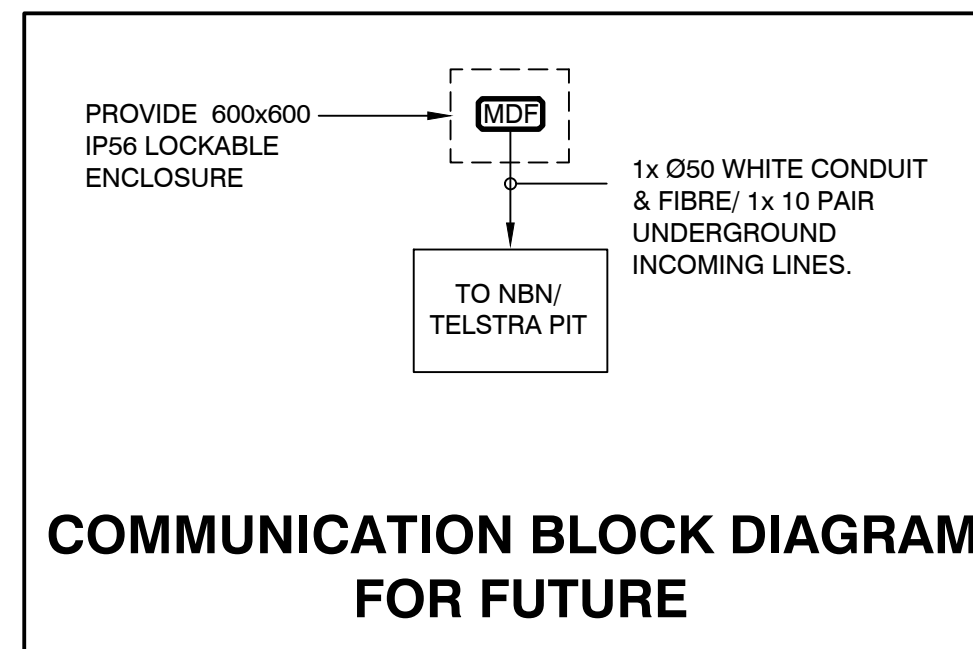 PROVIDE 600x600
IP56 LOCKABLE
ENCLOSURE
MDF
1x Ø50 WHITE CONDUIT
& FIBRE/ 1x 10 PAIR
UNDERGROUND
INCOMING LINES.
TO NBN/
TELSTRA PIT
COMMUNICATION BLOCK DIAGRAM
FOR FUTURE